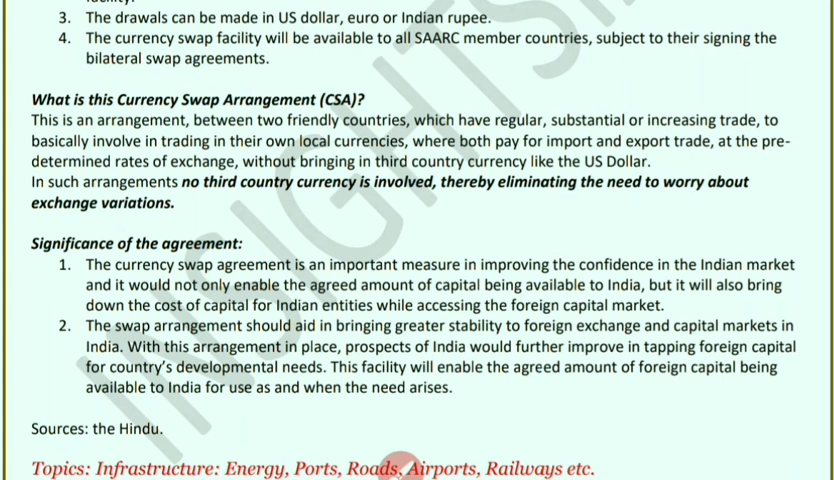 3. The drawals can be made in US dollar, euro or Indian rupee.
4. The currency swap facility will be available to all SAARC member countries, subject to their signing the
bilateral swap agreements.
What is this Currency Swap Arrangement (CSA)?
This is an arrangement, between two friendly countries, which have regular, substantial or increasing trade, to
basically involve in trading in their own local currencies, where both pay for import and export trade, at the pre-
determined rates of exchange, without bringing in third country currency like the US Dollar.
In such arrangements no third country currency is involved, thereby eliminating the need to worry about
exchange variations.
Significance of the agreement:
1. The currency swap agreement is an important measure in improving the confidence in the Indian market
and it would not only enable the agreed amount of capital being available to India, but it will also bring
down the cost of capital for Indian entities while accessing the foreign capital market.
2. The swap arrangement should aid in bringing greater stability to foreign exchange and capital markets in
India. With this arrangement in place, prospects of India would further improve in tapping foreign capital
for country's developmental needs. This facility will enable the agreed amount of foreign capital being
available to India for use as and when the need arises.
Sources: the Hindu.
Topics: Infrastructure: Energy, Ports, Roads, Airports, Railways etc.
INSIGHTS